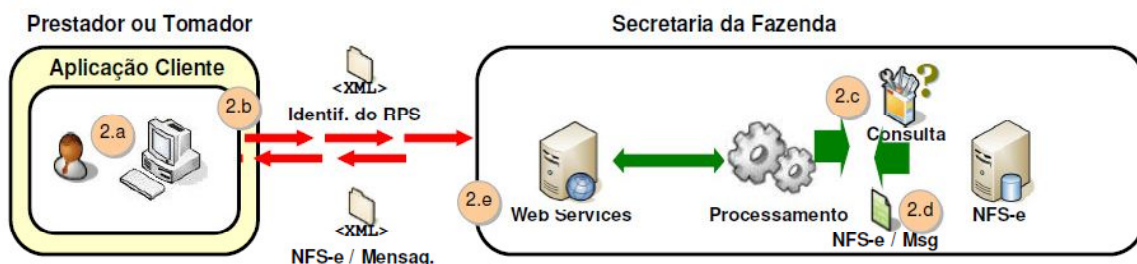 Prestador ou Tomador
Secretaria da Fazenda
Aplicação Cliente
2.a
2.b
<XML>
Identif. do RPS
<XML>
NFS-e / Mensag.
2.c
Consulta
2.e
Web Services
Processamento
2.d
NFS-e / Msg
NFS-e